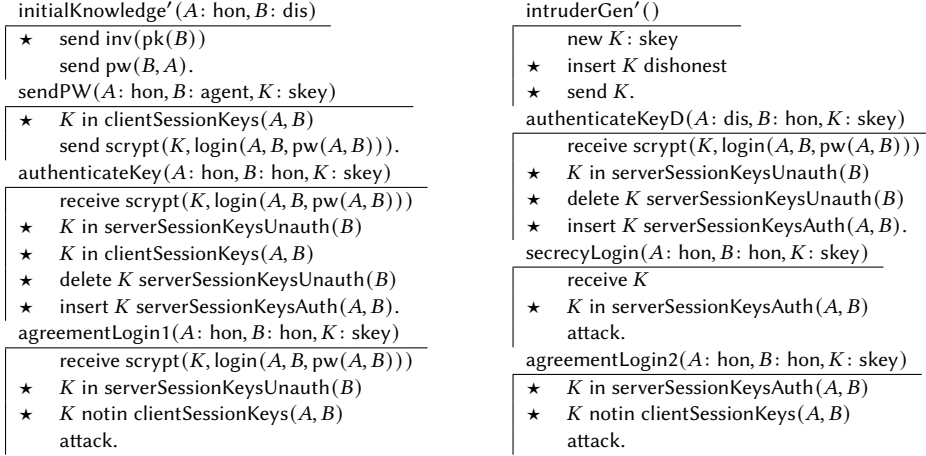 initialKnowledge′(A: hon, B: dis)
★ send inv(pk(B))
send pw(B, A).
sendPW(A: hon, B: agent, K: skey)
★ K in clientSessionKeys(A, B)
send scrypt(K, login(A, B, pw(A, B))).
authenticateKey(A: hon, B: hon, K: skey)
receive scrypt(K, login(A, B, pw(A, B)))
★ K in serverSessionKeysUnauth(B)
★ K in clientSessionKeys(A, B)
★ delete K serverSessionKeysUnauth(B)
★ insert K serverSessionKeysAuth(A, B).
agreementLogin1(A: hon, B: hon, K: skey)
receive scrypt(K, login(A, B, pw(A, B)))
★ K in serverSessionKeysUnauth(B)
★ K notin clientSessionKeys(A, B)
attack.
intruderGen′()
new K: skey
★ insert K dishonest
★ send K.
authenticateKeyD(A: dis, B: hon, K: skey)
receive scrypt(K, login(A, B, pw(A, B)))
★ K in serverSessionKeysUnauth(B)
★ delete K serverSessionKeysUnauth(B)
★ insert K serverSessionKeysAuth(A, B).
secrecyLogin(A: hon, B: hon, K: skey)
receive K
★ K in serverSessionKeysAuth(A, B)
attack.
agreementLogin2(A: hon, B: hon, K: skey)
★ K in serverSessionKeysAuth(A, B)
★ K notin clientSessionKeys(A, B)
attack.